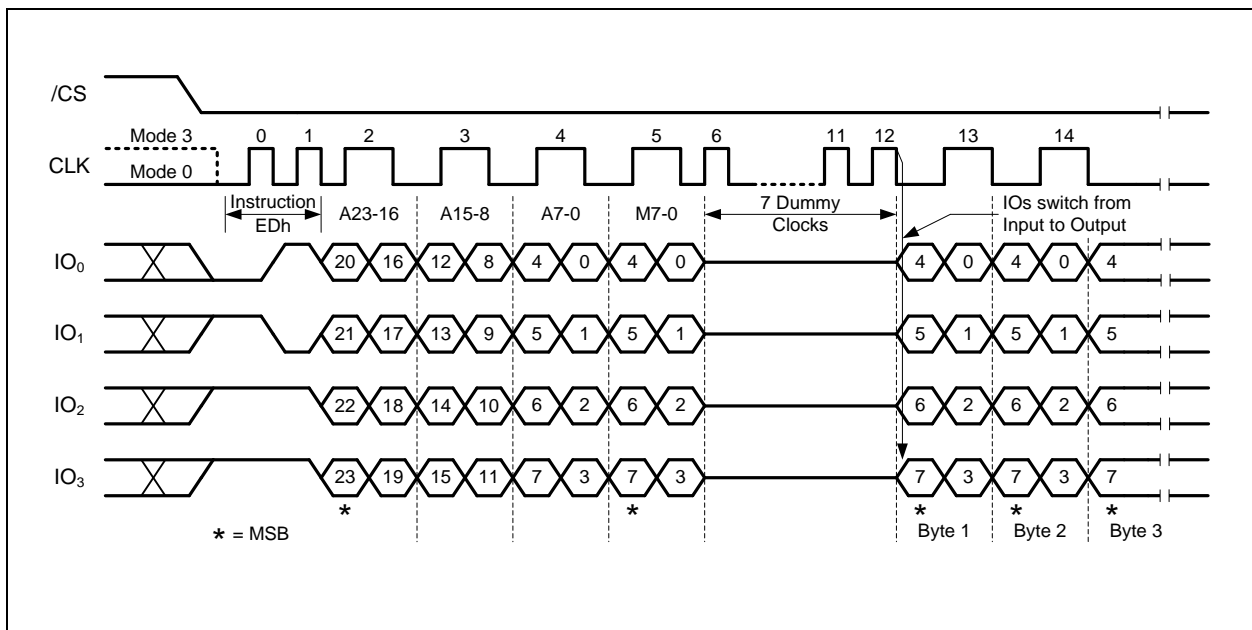 /CS
Mode 3 0 1 2 3 4 5 6 11 12 13 14
CLK
Mode 0
Instruction EDh A23-16 A15-8 A7-0 M7-0 7 Dummy Clocks IOs switch from Input to Output
IO0 20 16 12 8 4 0 4 0 4 0 4 0 4
IO1 21 17 13 9 5 1 5 1 5 1 5 1 5
IO2 22 18 14 10 6 2 6 2 6 2 6 2 6
IO3 23 19 15 11 7 3 7 3 7 3 7 3 7
* * * * *
* = MSB Byte 1 Byte 2 Byte 3